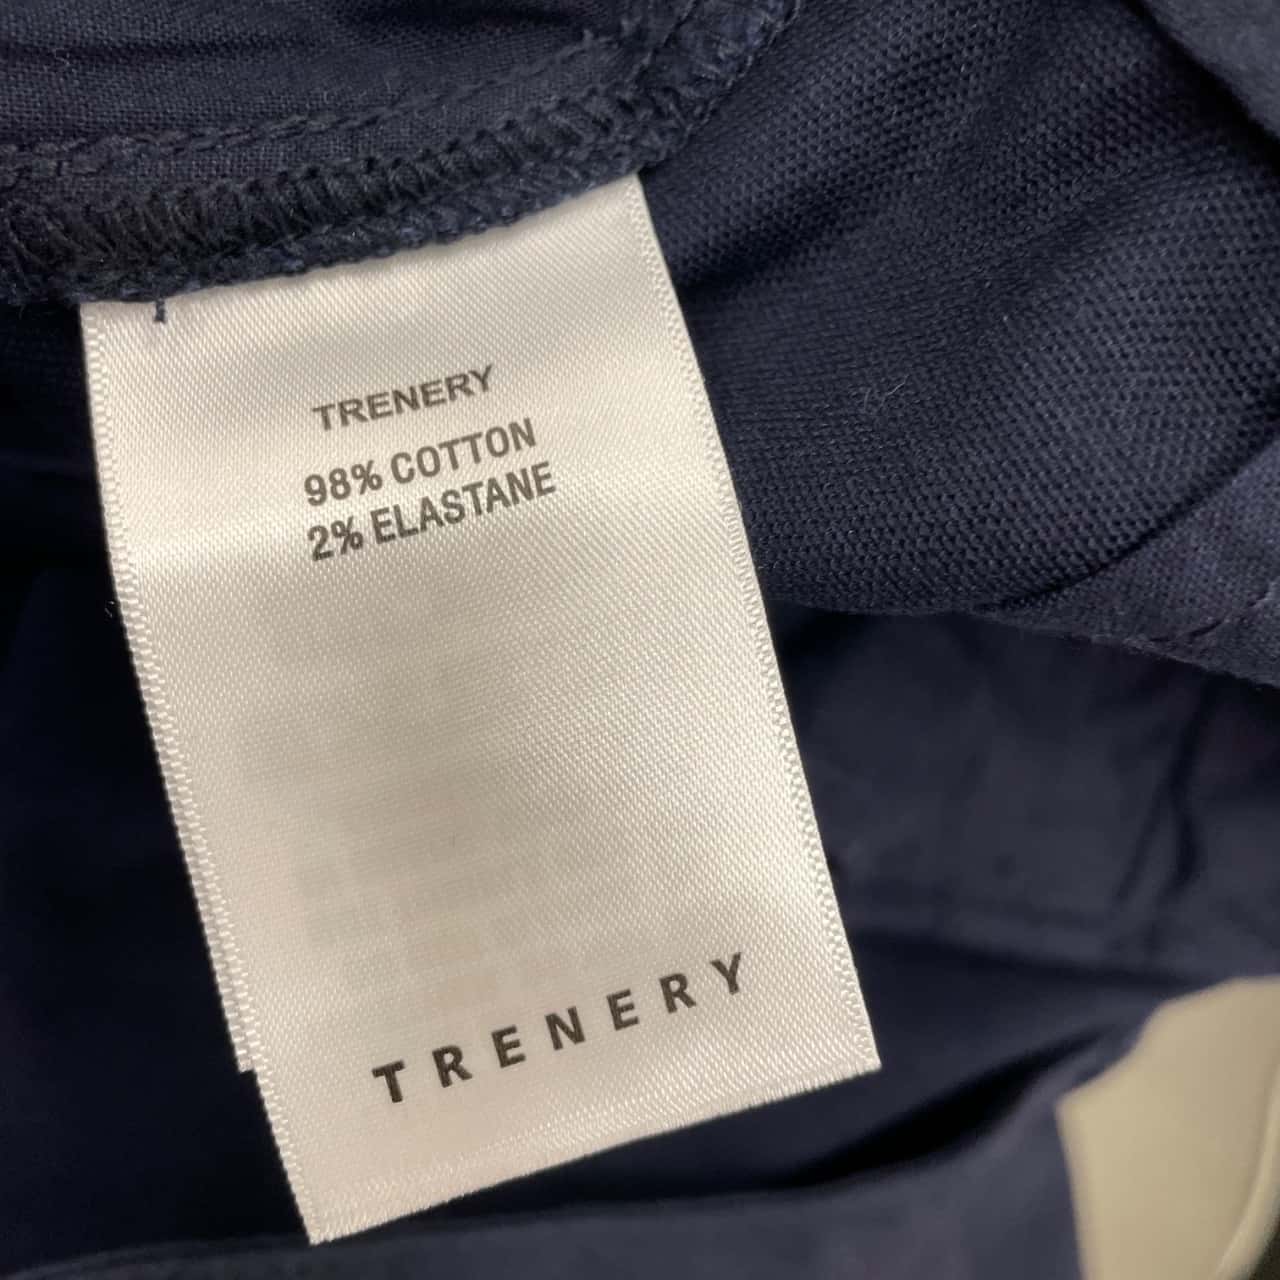 TRENERY
98% COTTON
2% ELASTANE
TRENERY